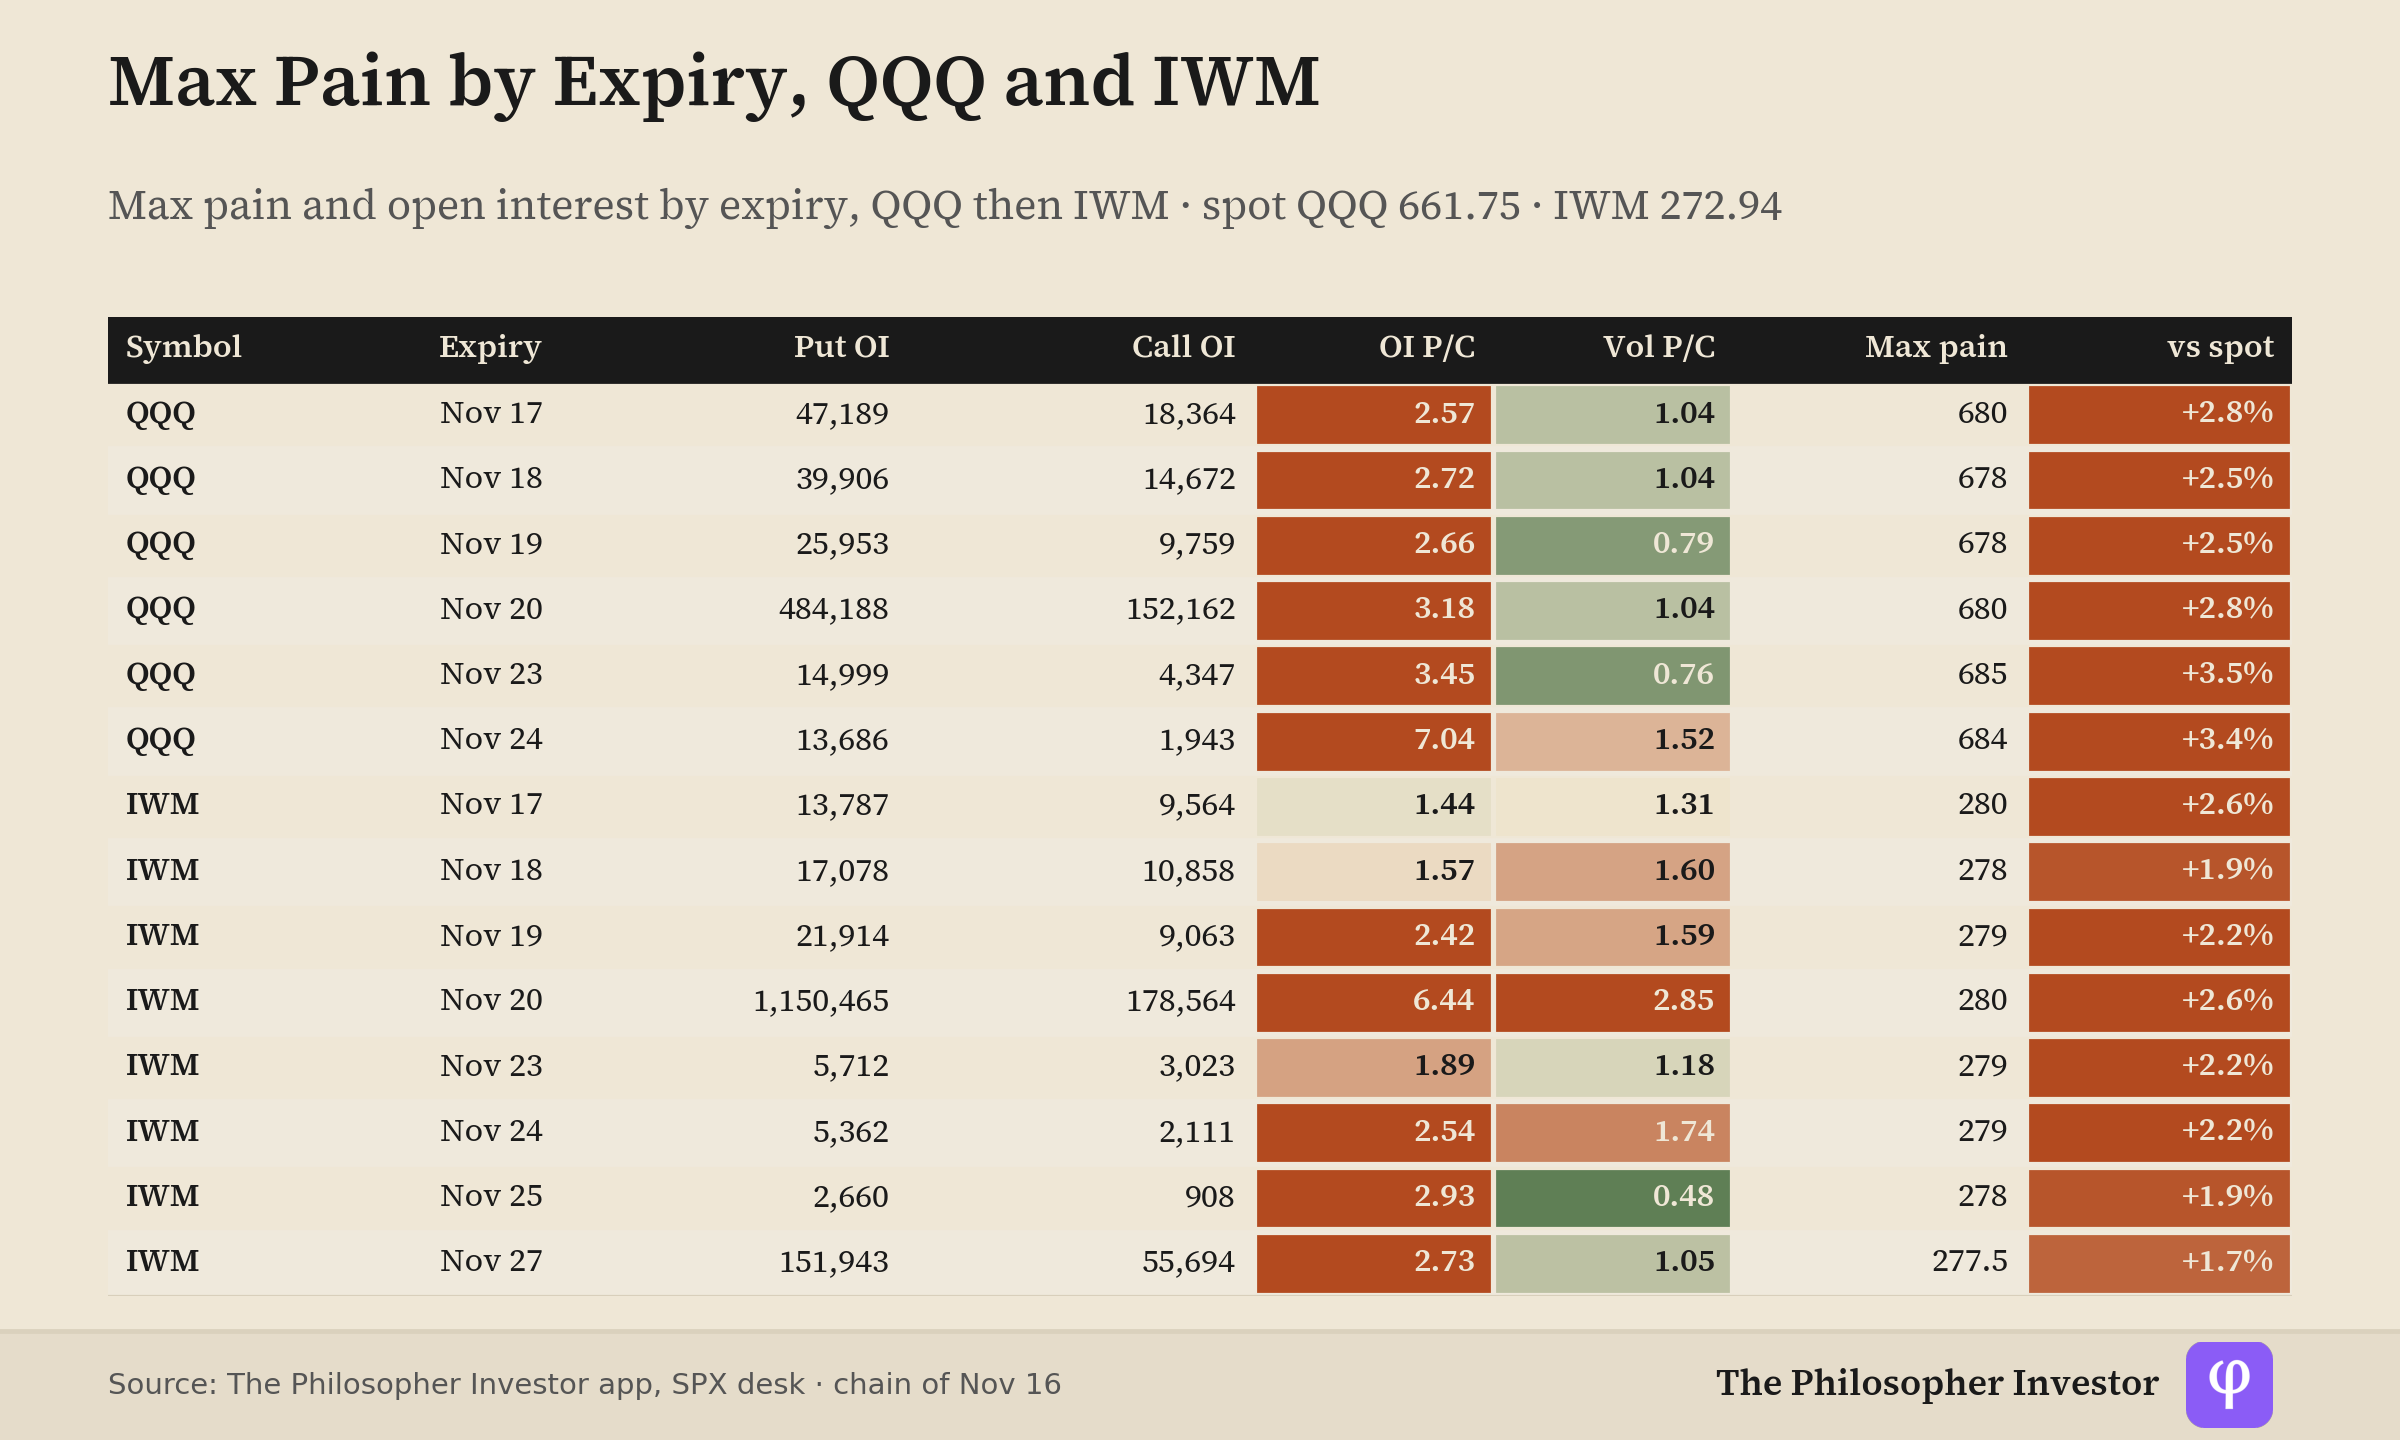 Max Pain by Expiry, QQQ and IWM
Max pain and open interest by expiry, QQQ then IWM · spot QQQ 661.75 · IWM 272.94
Symbol Expiry Put OI Call OI OI P/C Vol P/C Max pain vs spot
QQQ Nov 17 47,189 18,364 2.57 1.04 680 +2.8%
QQQ Nov 18 39,906 14,672 2.72 1.04 678 +2.5%
QQQ Nov 19 25,953 9,759 2.66 0.79 678 +2.5%
QQQ Nov 20 484,188 152,162 3.18 1.04 680 +2.8%
QQQ Nov 23 14,999 4,347 3.45 0.76 685 +3.5%
QQQ Nov 24 13,686 1,943 7.04 1.52 684 +3.4%
IWM Nov 17 13,787 9,564 1.44 1.31 280 +2.6%
IWM Nov 18 17,078 10,858 1.57 1.60 278 +1.9%
IWM Nov 19 21,914 9,063 2.42 1.59 279 +2.2%
IWM Nov 20 1,150,465 178,564 6.44 2.85 280 +2.6%
IWM Nov 23 5,712 3,023 1.89 1.18 279 +2.2%
IWM Nov 24 5,362 2,111 2.54 1.74 279 +2.2%
IWM Nov 25 2,660 908 2.93 0.48 278 +1.9%
IWM Nov 27 151,943 55,694 2.73 1.05 277.5 +1.7%
Source: The Philosopher Investor app, SPX desk · chain of Nov 16
The Philosopher Investor φ